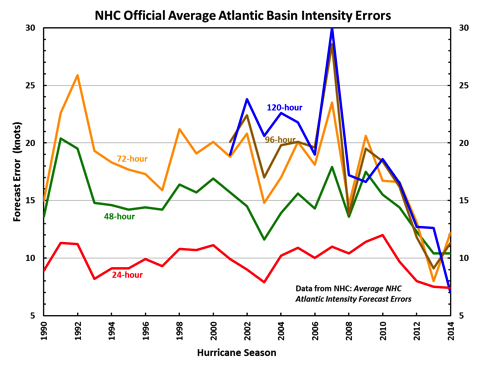 NHC Official Average Atlantic Basin Intensity Errors
30 30
25 25
20 20
15 15
10 10
5 5
Forecast Error (knots)
120-hour
96-hour
72-hour
48-hour
24-hour
Data from NHC: Average NHC
Atlantic Intensity Forecast Errors
1990 1992 1994 1996 1998 2000 2002 2004 2006 2008 2010 2012 2014
Hurricane Season